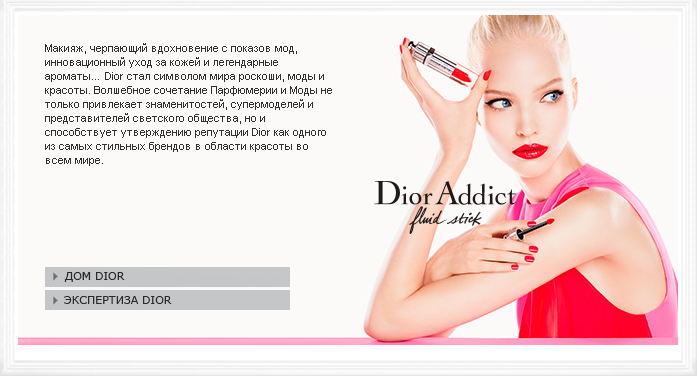 Макияж, черпающий вдохновение с показов мод,
инновационный уход за кожей и легендарные
ароматы... Dior стал символом мира роскоши, моды и
красоты. Волшебное сочетание Парфюмерии и Моды не
только привлекает знаменитостей, супермоделей и
представителей светского общества, но и
способствует утверждению репутации Dior как одного
из самых стильных брендов в области красоты во
всем мире.
Dior Addict
fluid stick
ДОМ DIOR
ЭКСПЕРТИЗА DIOR